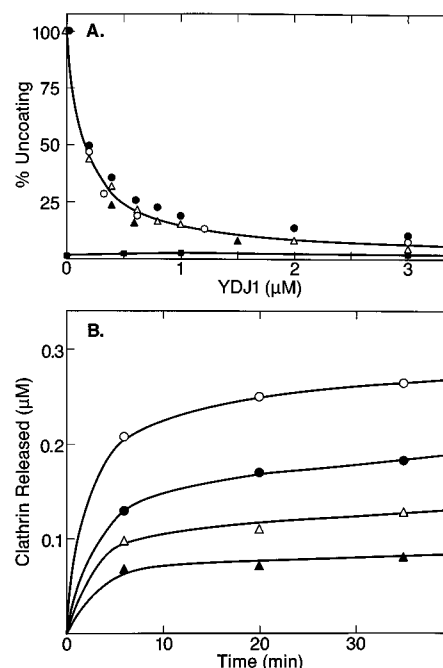 A.
100
75
50
25
% Uncoating
0 1 2 3
YDJ1 (μM)
B.
0.3
0.2
0.1
Clathrin Released (μM)
0 10 20 30
Time (min)